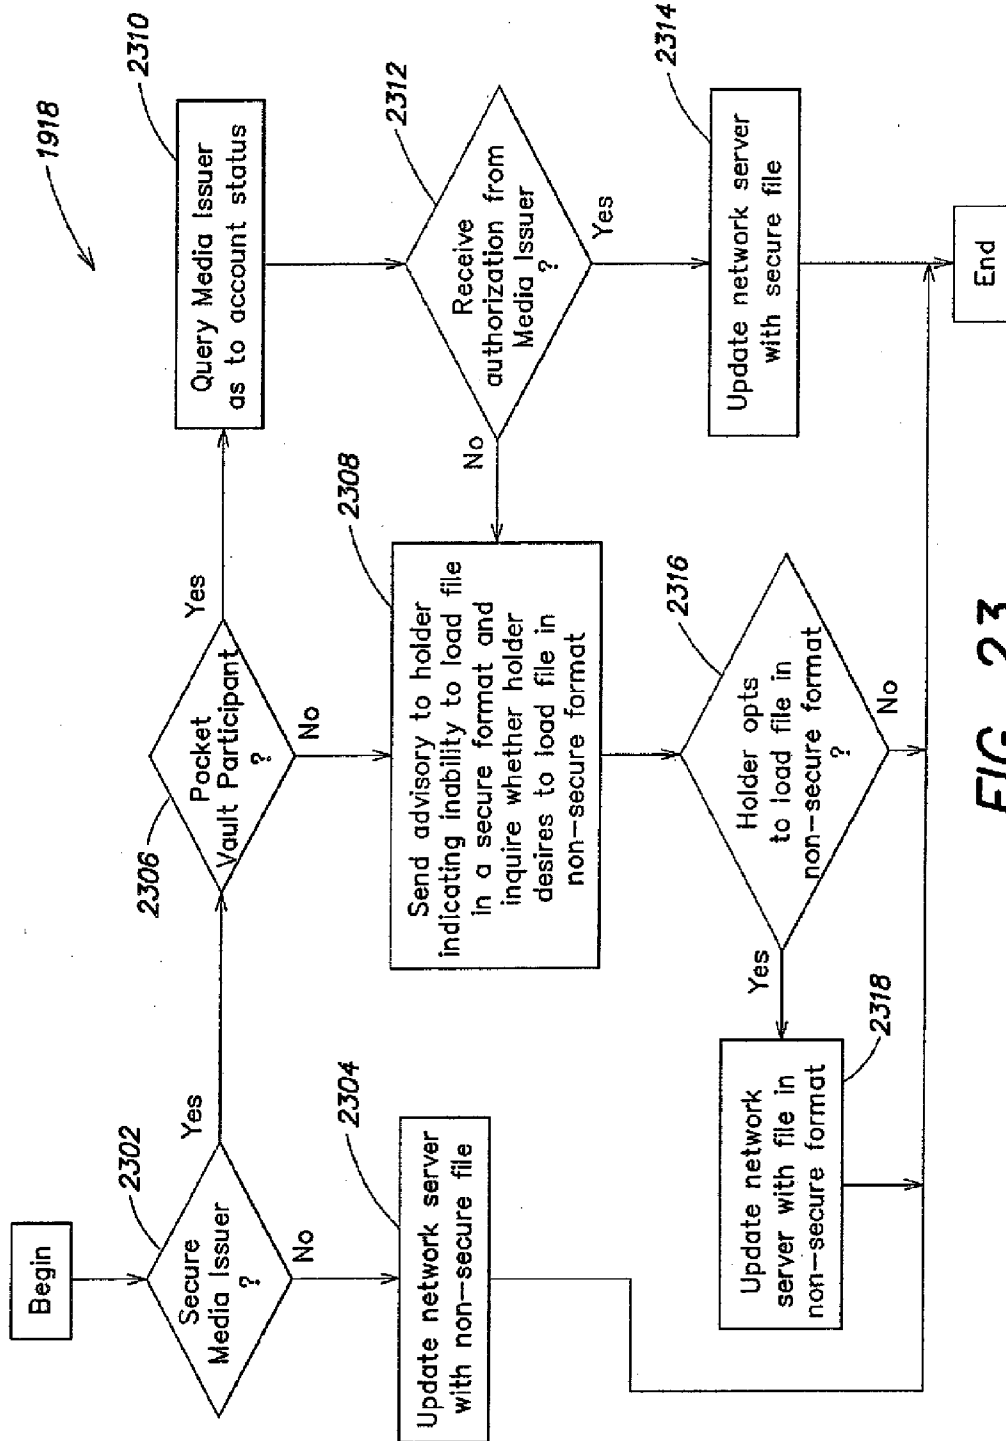 1918
Begin
2302
Secure
Media Issuer
?
Yes
No
2304
Update network server
with non-secure file
2306
Pocket
Vault Participant
?
Yes
No
2310
Query Media Issuer
as to account status
2312
Receive
authorization from
Media Issuer
?
No
Yes
2308
Send advisory to holder
indicating inability to load file
in a secure format and
inquire whether holder
desires to load file in
non-secure format
2314
Update network server
with secure file
2316
Holder opts
to load file in
non-secure format
?
Yes
No
2318
Update network
server with file in
non-secure format
End
FIG. 23